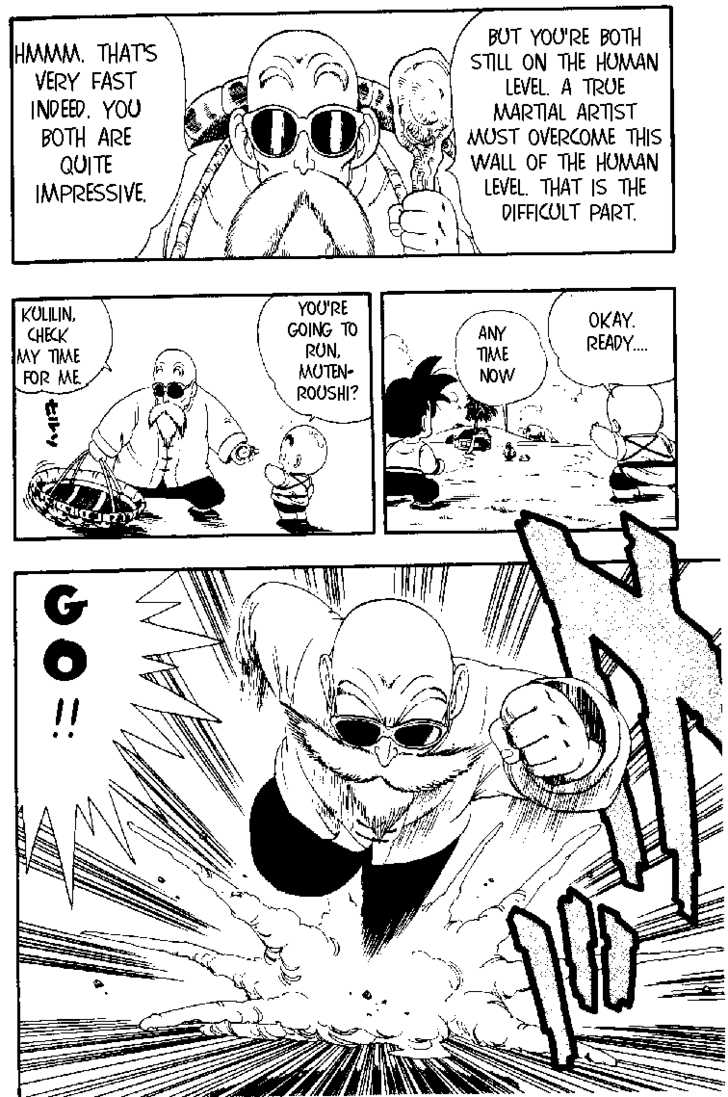 HMMM. THAT'S
VERY FAST
INDEED. YOU
BOTH ARE
QUITE
IMPRESSIVE.
BUT YOU'RE BOTH
STILL ON THE HUMAN
LEVEL. A TRUE
MARTIAL ARTIST
MUST OVERCOME THIS
WALL OF THE HUMAN
LEVEL. THAT IS THE
DIFFICULT PART.
KULILIN,
CHECK
MY TIME
FOR ME.
YOU'RE
GOING TO
RUN,
MUTEN-
ROUSHI?
ANY
TIME
NOW
OKAY.
READY....
GO!!